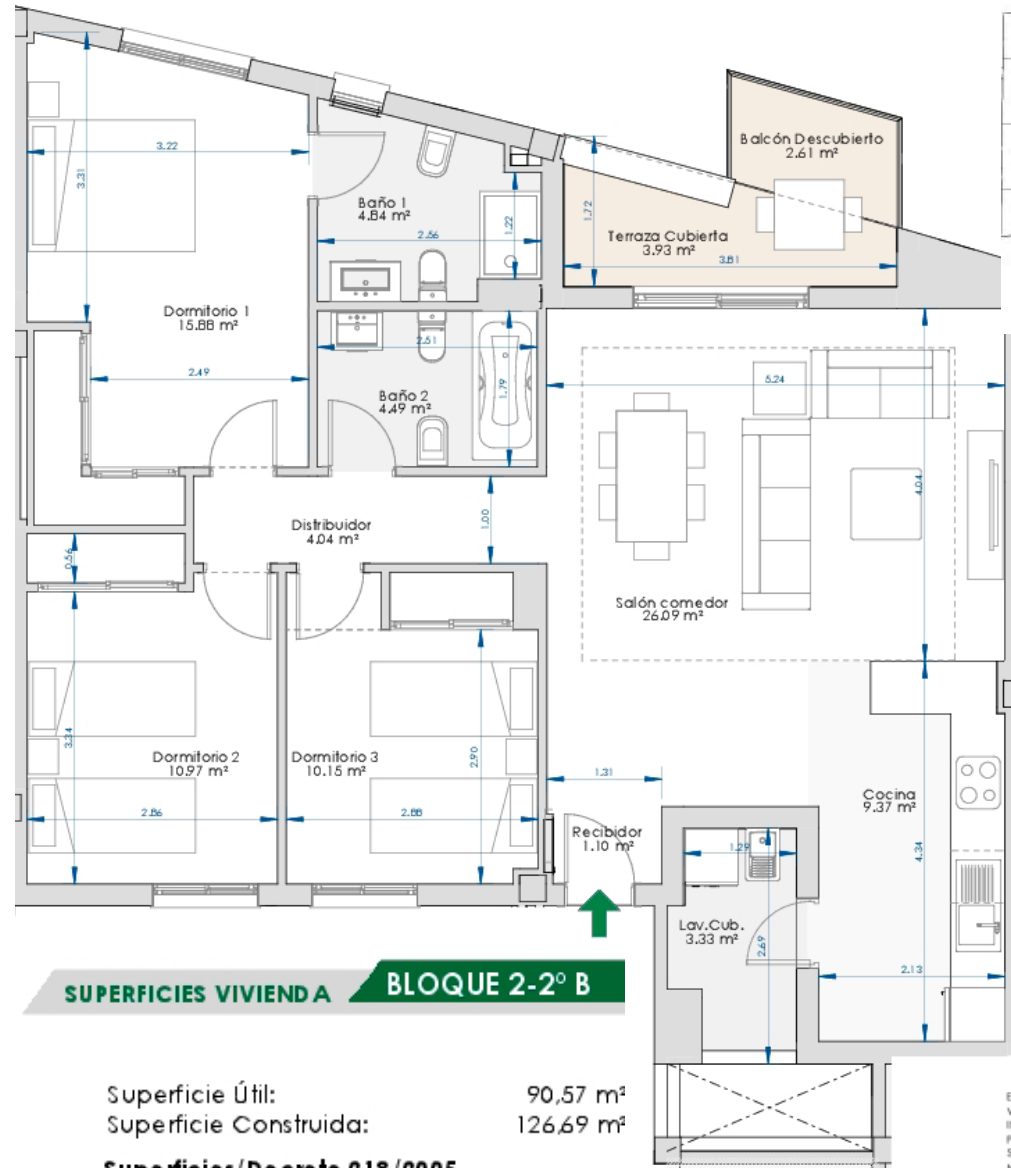 Balcón Descubierto
2.61 m²
3.22
3.31
Baño 1
4.84 m²
2.56
1.22
1.72
Terraza Cubierta
3.93 m²
3.81
Dormitorio 1
15.88 m²
2.49
2.51
1.79
Baño 2
4.49 m²
5.24
4.04
Distribuidor
4.04 m²
1.00
0.56
Salón comedor
26.09 m²
3.34
Dormitorio 2
10.97 m²
2.86
Dormitorio 3
10.15 m²
2.90
2.88
1.31
Recibidor
1.10 m²
Cocina
9.37 m²
4.34
1.29
Lav.Cub.
3.33 m²
2.69
2.13
SUPERFICIES VIVIENDA
BLOQUE 2-2º B
Superficie Útil: 90,57 m²
Superficie Construida: 126,69 m²
Superficies/Decreto 218/2005